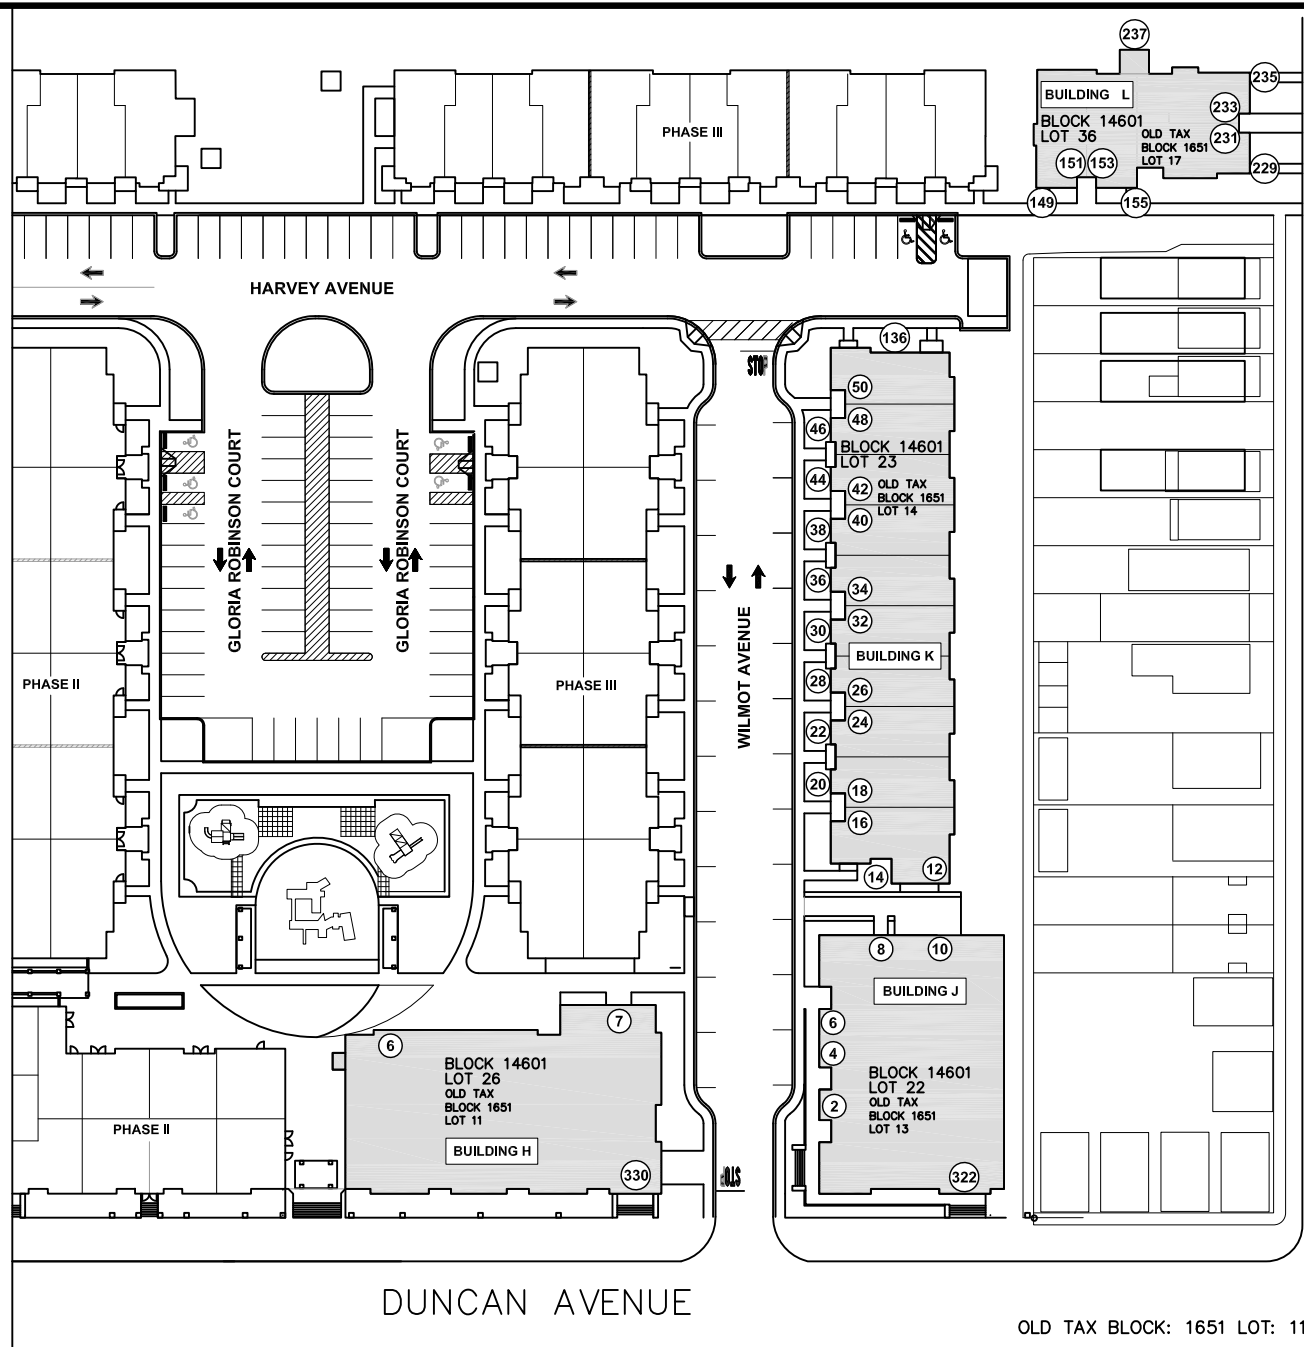 237
235
BUILDING L
233
BLOCK 14601
LOT 36
OLD TAX
BLOCK 1651
LOT 17
231
151
153
229
149
155
PHASE III
HARVEY AVENUE
136
STOP
50
48
46
BLOCK 14601
LOT 23
44
42
OLD TAX
BLOCK 1651
LOT 14
40
38
36
34
32
30
BUILDING K
28
26
24
22
20
18
16
14
12
GLORIA ROBINSON COURT
GLORIA ROBINSON COURT
WILMOT AVENUE
PHASE II
PHASE III
8
10
BUILDING J
6
4
2
BLOCK 14601
LOT 22
OLD TAX
BLOCK 1651
LOT 13
322
7
6
BLOCK 14601
LOT 26
OLD TAX
BLOCK 1651
LOT 11
BUILDING H
330
PHASE II
STOP
DUNCAN AVENUE
OLD TAX BLOCK: 1651 LOT: 11